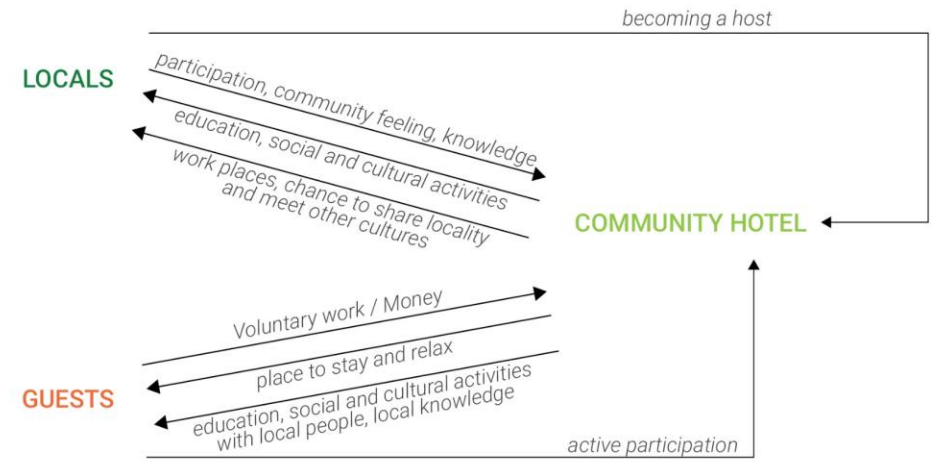 becoming a host
LOCALS
participation, community feeling, knowledge
education, social and cultural activities
work places, chance to share locality
and meet other cultures
COMMUNITY HOTEL
Voluntary work / Money
place to stay and relax
GUESTS
education, social and cultural activities
with local people, local knowledge
active participation